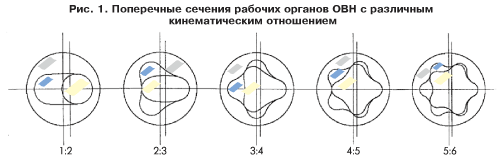 Рис. 1. Поперечные сечения рабочих органов ОВН с различным
кинематическим отношением
1:2
2:3
3:4
4:5
5:6